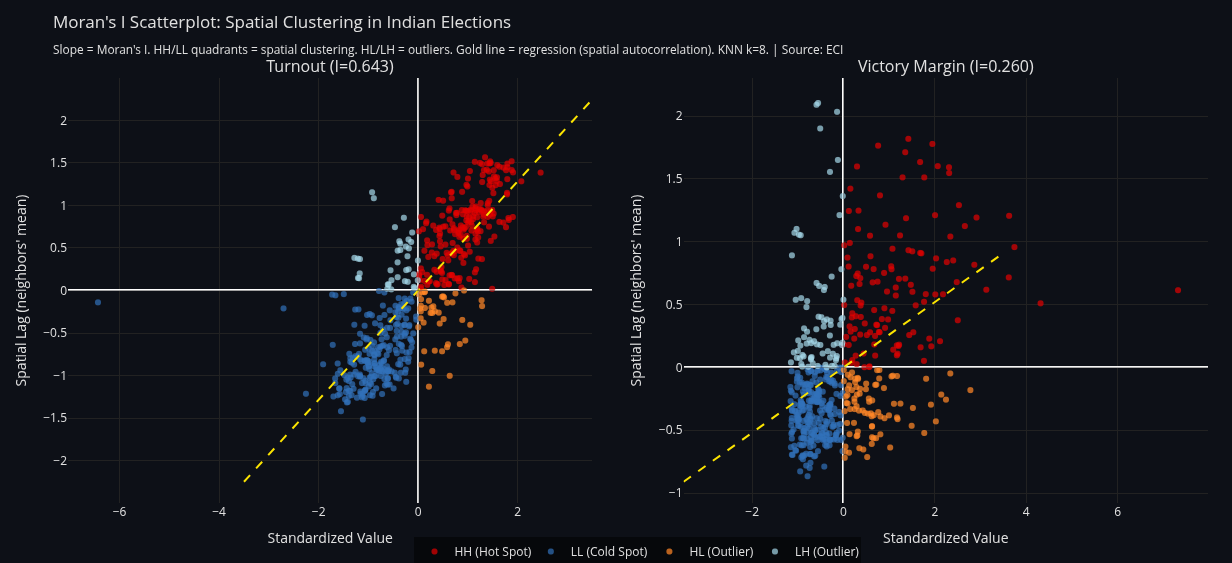 Moran's I Scatterplot: Spatial Clustering in Indian Elections
Slope = Moran's I. HH/LL quadrants = spatial clustering. HL/LH = outliers. Gold line = regression (spatial autocorrelation). KNN k=8. | Source: ECI
Turnout (I=0.643)
Victory Margin (I=0.260)
Spatial Lag (neighbors' mean)
2
1.5
1
0.5
0
−0.5
−1
−1.5
−2
−6
−4
−2
0
2
Standardized Value
Spatial Lag (neighbors' mean)
2
1.5
1
0.5
0
−0.5
−1
−2
0
2
4
6
Standardized Value
HH (Hot Spot)
LL (Cold Spot)
HL (Outlier)
LH (Outlier)